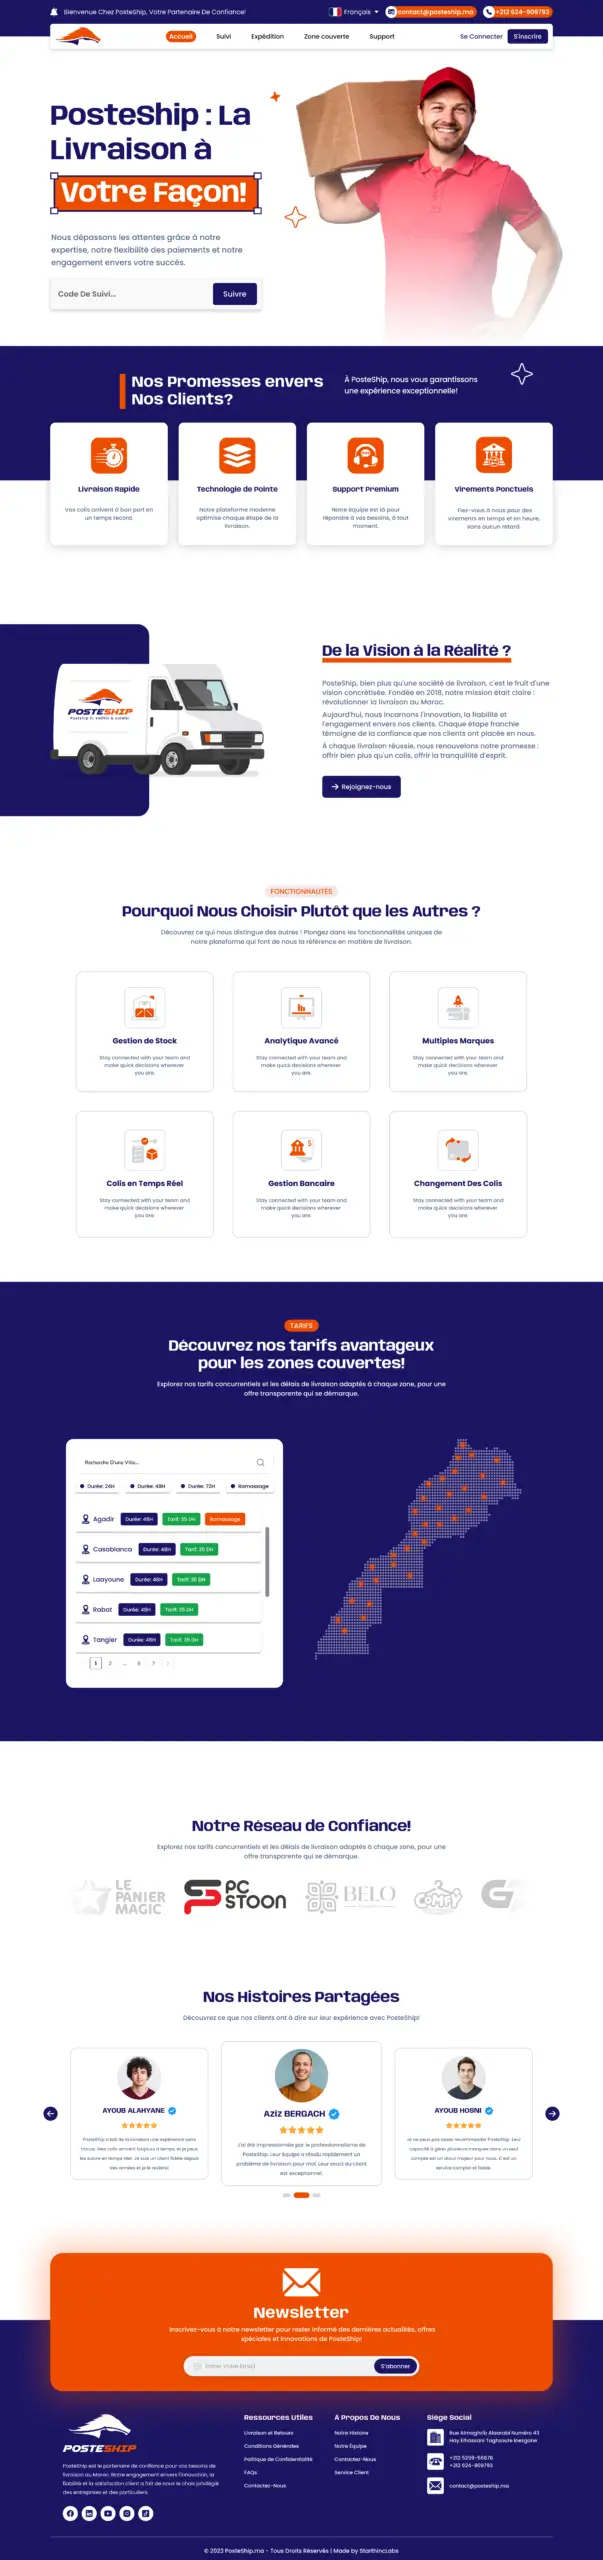 Bienvenue Chez PosteShip, Votre Partenaire De Confiance!
Français
contact@posteship.ma
+212 624-909793
Accueil
Suivi
Expédition
Zone couverte
Support
Se Connecter
S'inscrire
PosteShip : La
Livraison à
Votre Façon!
Nous dépassons les attentes grâce à notre
expertise, notre flexibilité des paiements et notre
engagement envers votre succès.
Code De Suivi...
Suivre
Nos Promesses envers
Nos Clients?
À PosteShip, nous vous garantissons
une expérience exceptionnelle!
Livraison Rapide
Vos colis arrivent à bon port en
un temps record.
Technologie de Pointe
Notre plateforme moderne
optimise chaque étape de la
livraison.
Support Premium
Notre équipe est là pour
répondre à vos besoins, à tout
moment.
Virements Ponctuels
Fiez-vous à nous pour des
virements en temps et en heure,
sans aucun retard.
POSTESHIP
De la Vision à la Réalité ?
PosteShip, bien plus qu'une société de livraison, c'est le fruit d'une
vision concrétisée. Fondée en 2018, notre mission était claire :
révolutionner la livraison au Maroc.
Aujourd'hui, nous incarnons l'innovation, la fiabilité et
l'engagement envers nos clients. Chaque étape franchie
témoigne de la confiance que nos clients ont placée en nous.
À chaque livraison réussie, nous renouvelons notre promesse :
offrir bien plus qu'un colis, offrir la tranquillité d'esprit.
Rejoignez-nous
FONCTIONNALITÉS
Pourquoi Nous Choisir Plutôt que les Autres ?
Découvrez ce qui nous distingue des autres ! Plongez dans les fonctionnalités uniques de
notre plateforme qui font de nous la référence en matière de livraison.
Gestion de Stock
Stay connected with your team and
make quick decisions wherever
you are.
Analytique Avancé
Stay connected with your team and
make quick decisions wherever
you are.
Multiples Marques
Stay connected with your team and
make quick decisions wherever
you are.
Colis en Temps Réel
Stay connected with your team and
make quick decisions wherever
you are.
Gestion Bancaire
Stay connected with your team and
make quick decisions wherever
you are.
Changement Des Colis
Stay connected with your team and
make quick decisions wherever
you are.
TARIFS
Découvrez nos tarifs avantageux
pour les zones couvertes!
Explorez nos tarifs concurrentiels et les délais de livraison adaptés à chaque zone, pour une
offre transparente qui se démarque.
Recherche D'une Ville...
Durée: 24H
Durée: 48H
Durée: 72H
Ramassage
Agadir
Durée: 48H
Tarif: 35 DH
Ramassage
Casablanca
Durée: 48H
Tarif: 25 DH
Laayoune
Durée: 48H
Tarif: 25 DH
Rabat
Durée: 48H
Tarif: 25 DH
Tangier
Durée: 48H
Tarif: 25 DH
1 2 ... 6 7
Notre Réseau de Confiance!
Explorez nos tarifs concurrentiels et les délais de livraison adaptés à chaque zone, pour une
offre transparente qui se démarque.
LE
PANIER
MAGIC
PC
STOON
BELO
Comfy
Nos Histoires Partagées
Découvrez ce que nos clients ont à dire sur leur expérience avec PosteShip!
AYOUB ALAHYANE
PosteShip a fait de la livraison une expérience sans
tracas. Mes colis arrivent toujours à temps, et je peux
les suivre en temps réel. Je suis un client fidèle depuis
des années et je le resterai
AZIZ BERGACH
J'ai été impressionné par le professionnalisme de
PosteShip. Leur équipe a résolu rapidement un
problème de livraison pour moi. Leur souci du client
est exceptionnel.
AYOUB HOSNI
Je ne peux pas assez recommander PosteShip. Leur
capacité à gérer plusieurs marques dans un seul
compte est un atout majeur pour nous. C'est un
service complet et fiable.
Newsletter
Inscrivez-vous à notre newsletter pour rester informé des dernières actualités, offres
spéciales et innovations de PosteShip!
Entrer Votre Email
S'abonner
POSTESHIP
PosteShip est le partenaire de confiance pour vos besoins de
livraison au Maroc. Notre engagement envers l'innovation, la
fiabilité et la satisfaction client a fait de nous le choix privilégié
des entreprises et des particuliers.
Ressources Utiles
Livraison et Retours
Conditions Générales
Politique de Confidentialité
FAQs
Contactez-Nous
À Propos De Nous
Notre Histoire
Notre Équipe
Contactez-Nous
Service Client
Siège Social
Rue Almaghrib Alaarabi Numéro 43
Hay Elhassani Taghzoute Inezgane
+212 5209-56678
+212 624-909793
contact@posteship.ma
© 2023 PosteShip.ma - Tous Droits Réservés | Made by StarthincLabs